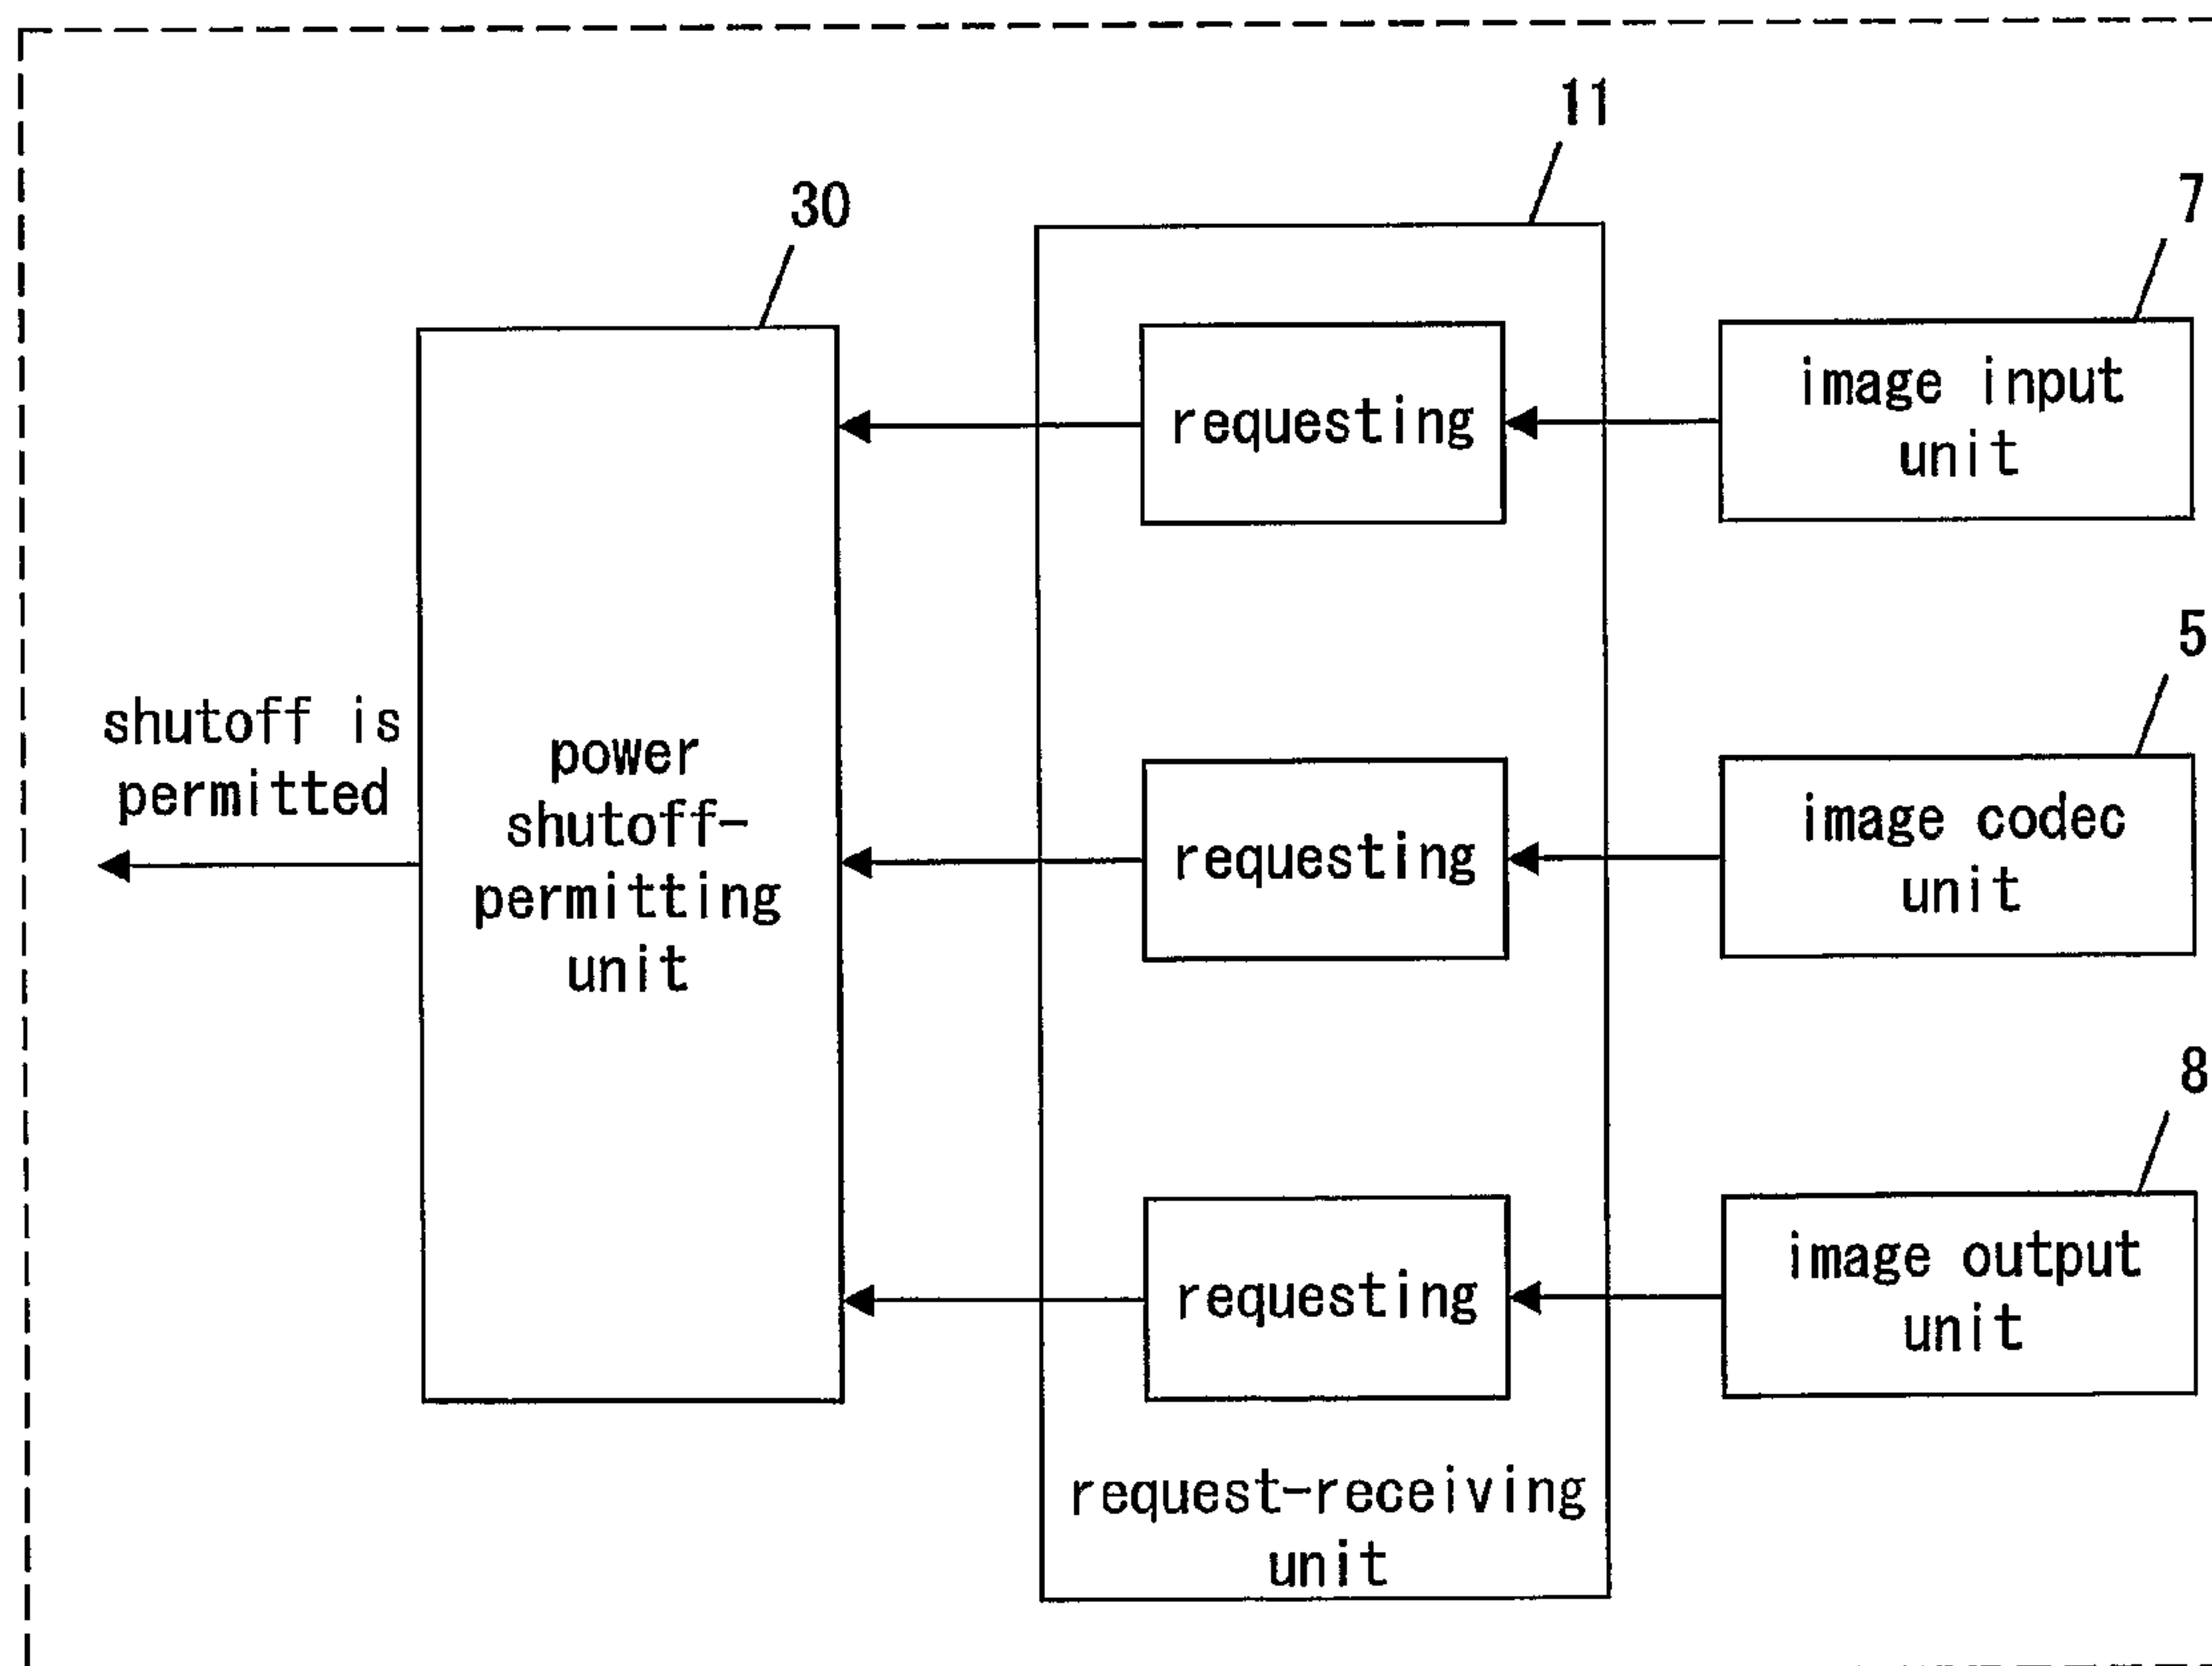 11
30
7
requesting
image input
unit
5
shutoff is
permitted
power
shutoff-
permitting
unit
requesting
image codec
unit
8
requesting
image output
unit
request-receiving
unit